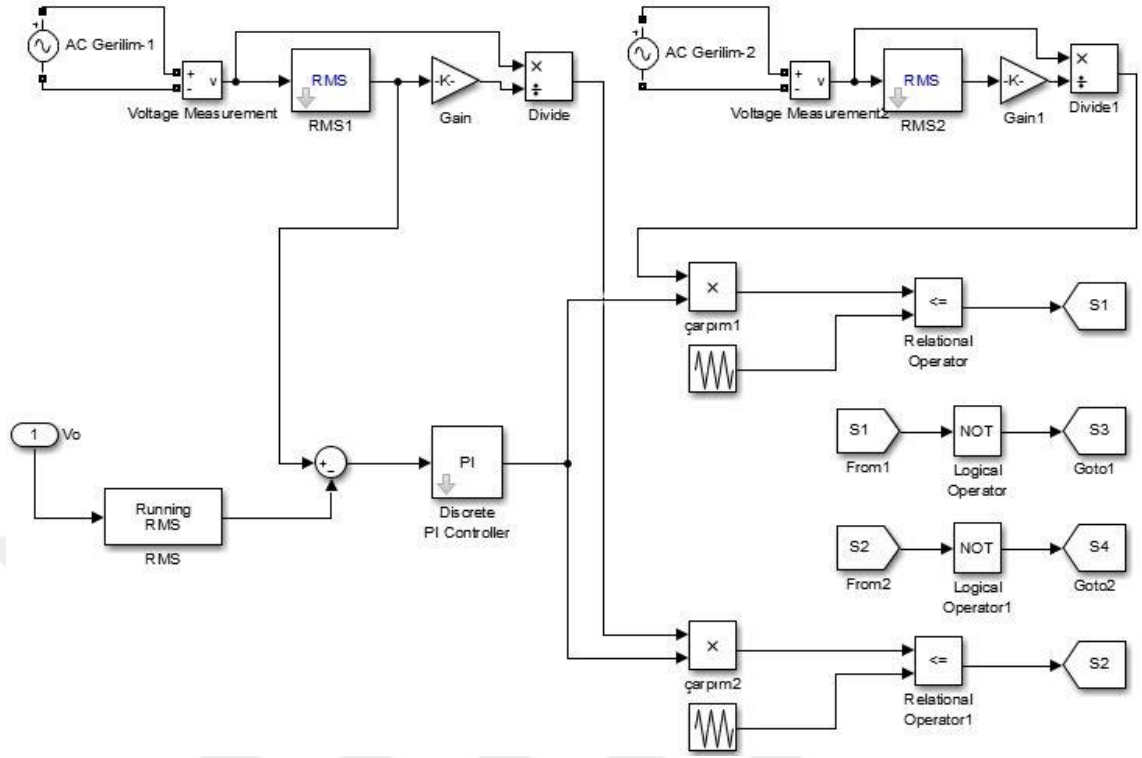 AC Gerilim-1
+
-
v
Voltage Measurement
RMS
RMS1
-K-
Gain
×
÷
Divide
AC Gerilim-2
+
-
v
Voltage Measurement2
RMS
RMS2
-K-
Gain1
×
÷
Divide1
×
çarpım1
<=
Relational
Operator
S1
1
Vo
Running
RMS
RMS
+
-
PI
Discrete
PI Controller
S1
From1
NOT
Logical
Operator
S3
Goto1
S2
From2
NOT
Logical
Operator1
S4
Goto2
×
çarpım2
<=
Relational
Operator1
S2